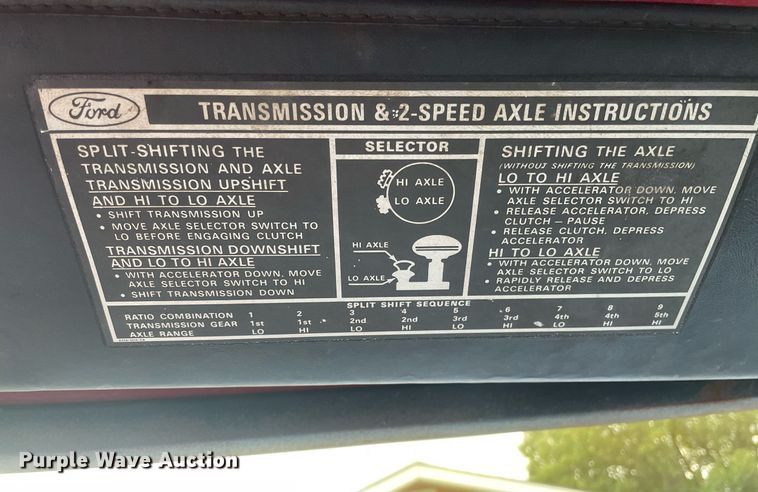 Ford
TRANSMISSION & 2-SPEED AXLE INSTRUCTIONS
SPLIT-SHIFTING THE
TRANSMISSION AND AXLE
TRANSMISSION UPSHIFT
AND HI TO LO AXLE
• SHIFT TRANSMISSION UP
• MOVE AXLE SELECTOR SWITCH TO
LO BEFORE ENGAGING CLUTCH
TRANSMISSION DOWNSHIFT
AND LO TO HI AXLE
• WITH ACCELERATOR DOWN, MOVE
AXLE SELECTOR SWITCH TO HI
• SHIFT TRANSMISSION DOWN
SELECTOR
HI AXLE
LO AXLE
HI AXLE
LO AXLE
SHIFTING THE AXLE
(WITHOUT SHIFTING THE TRANSMISSION)
LO TO HI AXLE
• WITH ACCELERATOR DOWN, MOVE
AXLE SELECTOR SWITCH TO HI
• RELEASE ACCELERATOR, DEPRESS
CLUTCH – PAUSE
• RELEASE CLUTCH, DEPRESS
ACCELERATOR
HI TO LO AXLE
• WITH ACCELERATOR DOWN, MOVE
AXLE SELECTOR SWITCH TO LO
• RAPIDLY RELEASE AND DEPRESS
ACCELERATOR
SPLIT SHIFT SEQUENCE
RATIO COMBINATION 1 2 3 4 5 6 7 8 9
TRANSMISSION GEAR 1st 1st 2nd 2nd 3rd 3rd 4th 4th 5th
AXLE RANGE LO HI LO HI LO HI LO HI HI
Purple Wave Auction